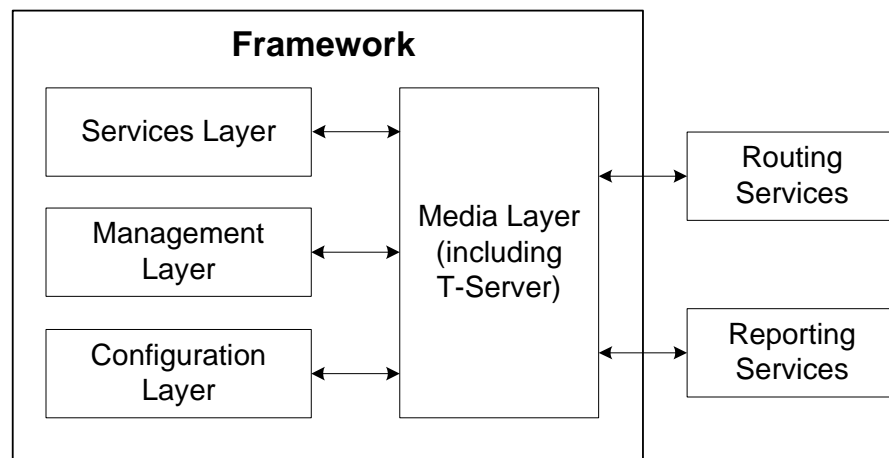 Framework
Services Layer
Management
Layer
Configuration
Layer
Media Layer
(including
T-Server)
Routing
Services
Reporting
Services